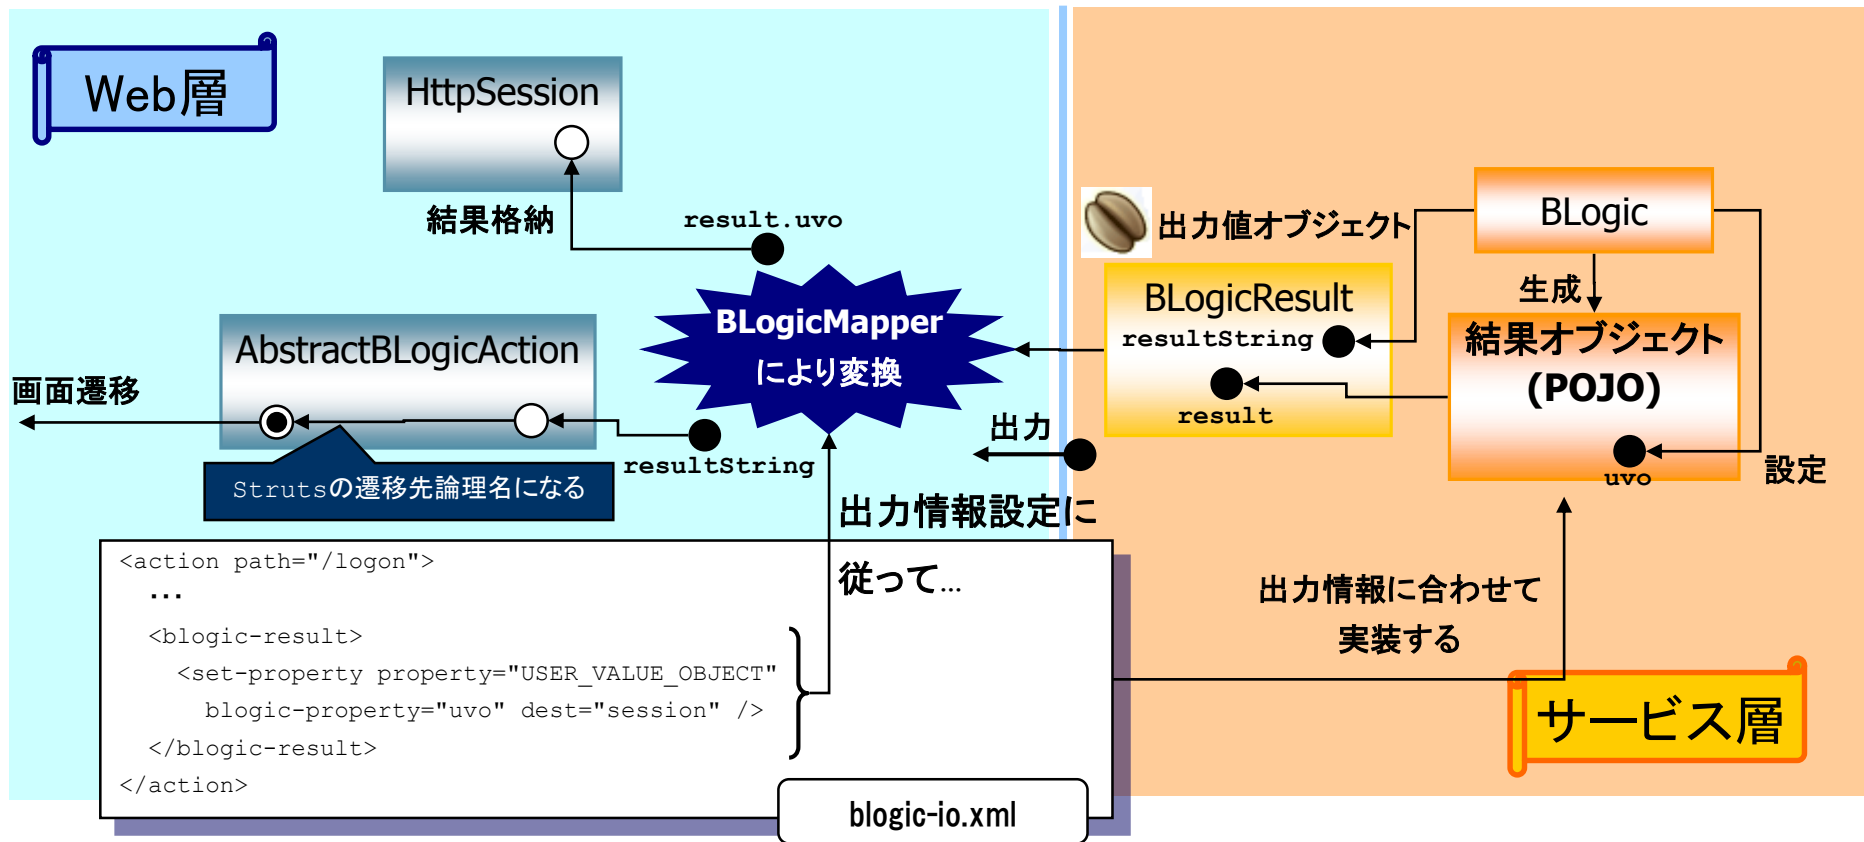 Web層
HttpSession
結果格納
result.uvo
BLogicMapper
により変換
AbstractBLogicAction
画面遷移
resultString
Strutsの遷移先論理名になる
出力値オブジェクト
BLogic
生成
BLogicResult
resultString
result
結果オブジェクト
(POJO)
uvo
設定
出力
出力情報設定に
従って...
<action path="/logon">
・・・
<blogic-result>
<set-property property="USER_VALUE_OBJECT"
blogic-property="uvo" dest="session" />
</blogic-result>
</action>
blogic-io.xml
出力情報に合わせて
実装する
サービス層